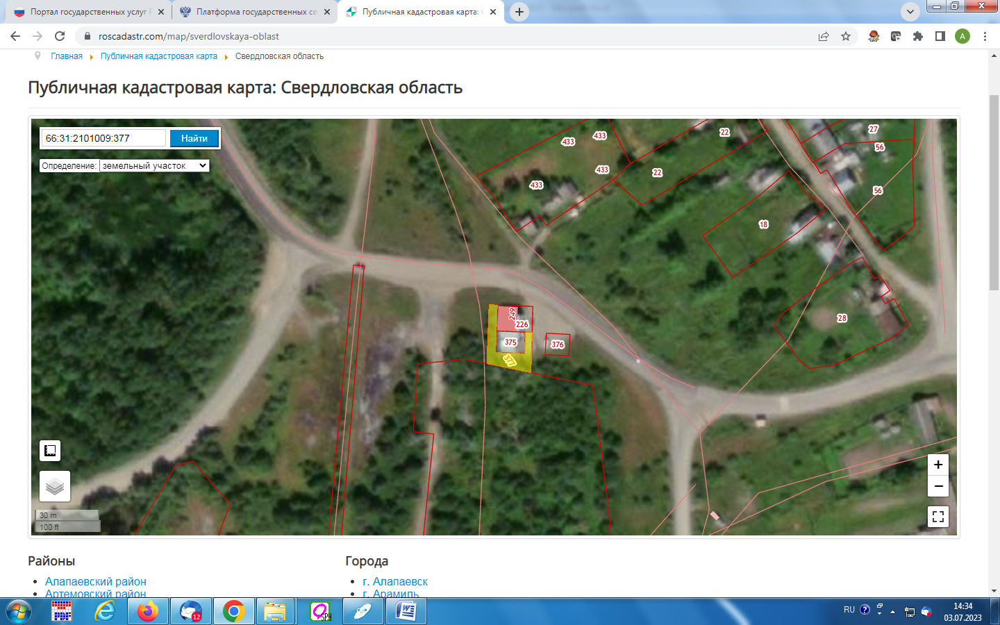 Портал государственных услуг Р
Платформа государственных се
Публичная кадастровая карта: С
roscadastr.com/map/sverdlovskaya-oblast
A
Главная
Публичная кадастровая карта
Свердловская область
Публичная кадастровая карта: Свердловская область
66:31:2101009:377
Найти
Определение:
земельный участок
433
433
433
433
22
22
27
56
56
18
28
249
226
375
376
377
+
−
30 m
100 ft
Районы
Города
Алапаевский район
г. Алапаевск
Артемовский район
г. Арамиль
12
SPH
RU
14:34
03.07.2023